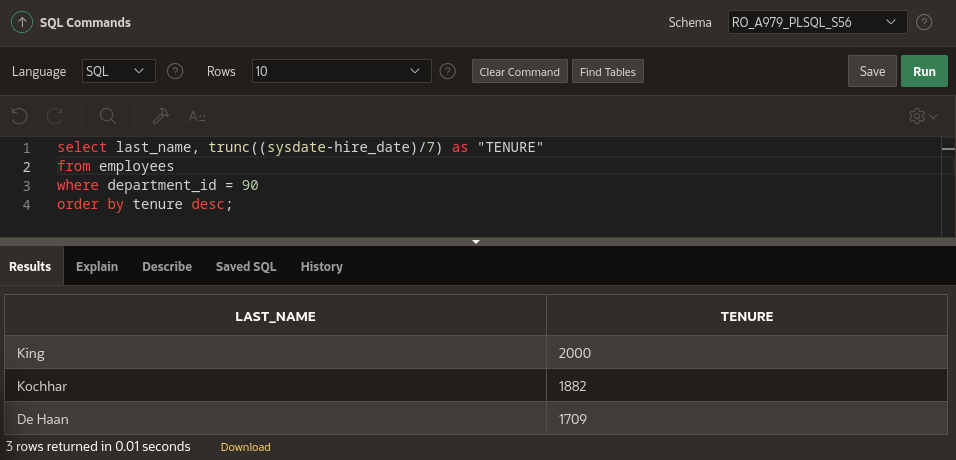 SQL Commands Schema RO_A979_PLSQL_S56
Language SQL Rows 10 Clear Command Find Tables Save Run
A
1 select last_name, trunc((sysdate-hire_date)/7) as "TENURE"
2 from employees
3 where department_id = 90
4 order by tenure desc;
Results Explain Describe Saved SQL History
LAST_NAME TENURE
King 2000
Kochhar 1882
De Haan 1709
3 rows returned in 0.01 seconds Download